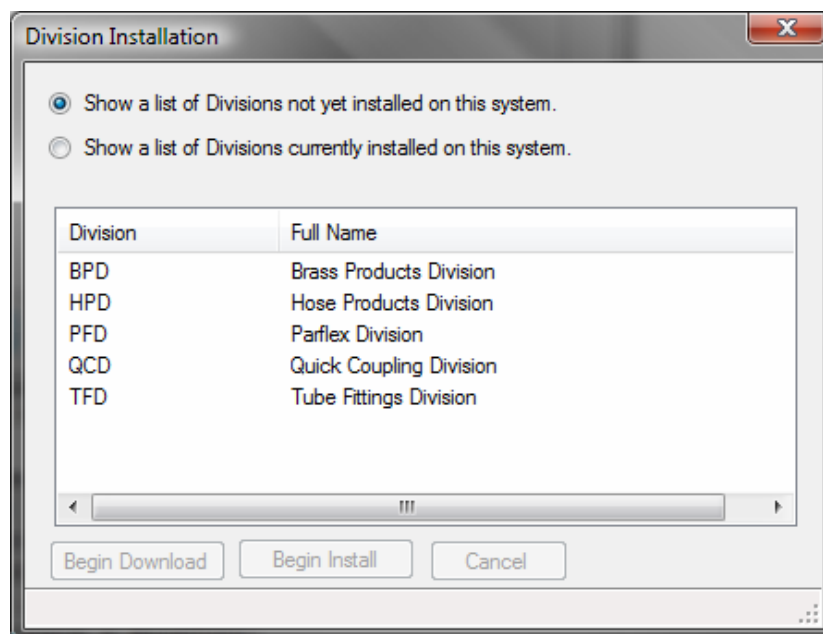 Division Installation
Show a list of Divisions not yet installed on this system.
Show a list of Divisions currently installed on this system.
Division Full Name
BPD Brass Products Division
HPD Hose Products Division
PFD Parflex Division
QCD Quick Coupling Division
TFD Tube Fittings Division
Begin Download Begin Install Cancel